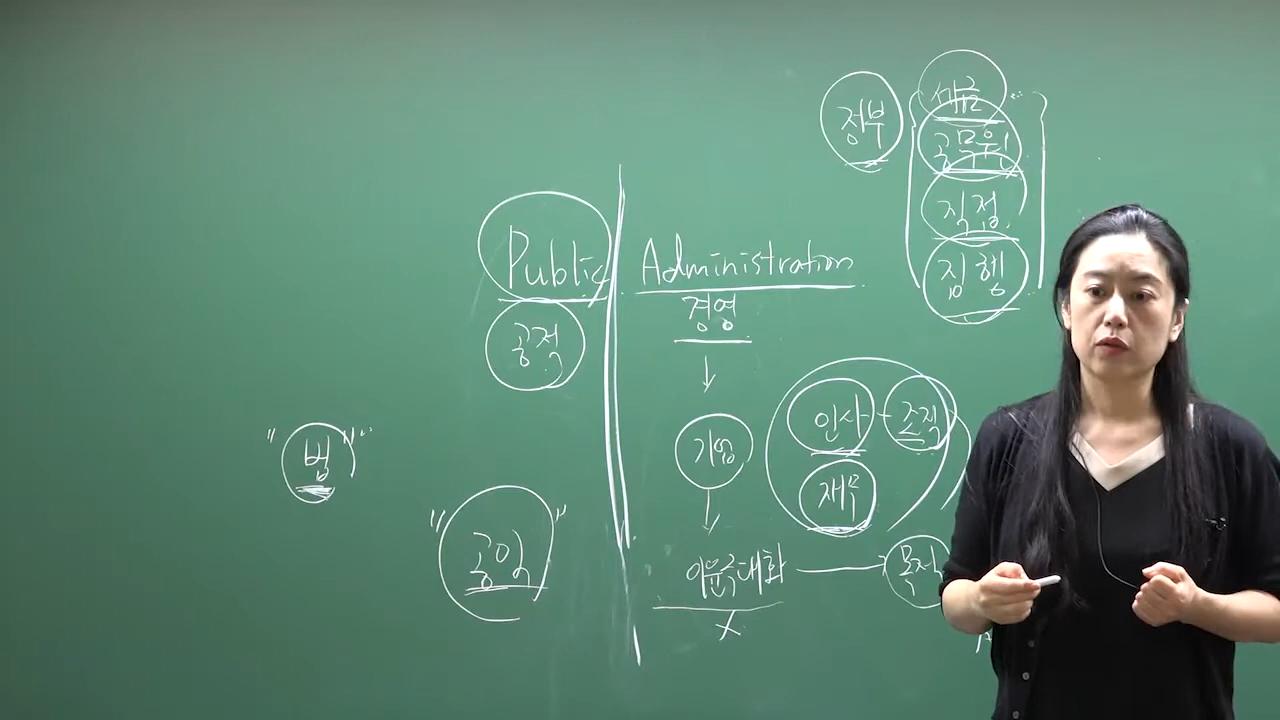 정부
세금
공무원
직접
집행
Public Administration
공적
경영
기업
인사 - 조직
재무
"법"
"공익"
이윤극대화 → 목적
X